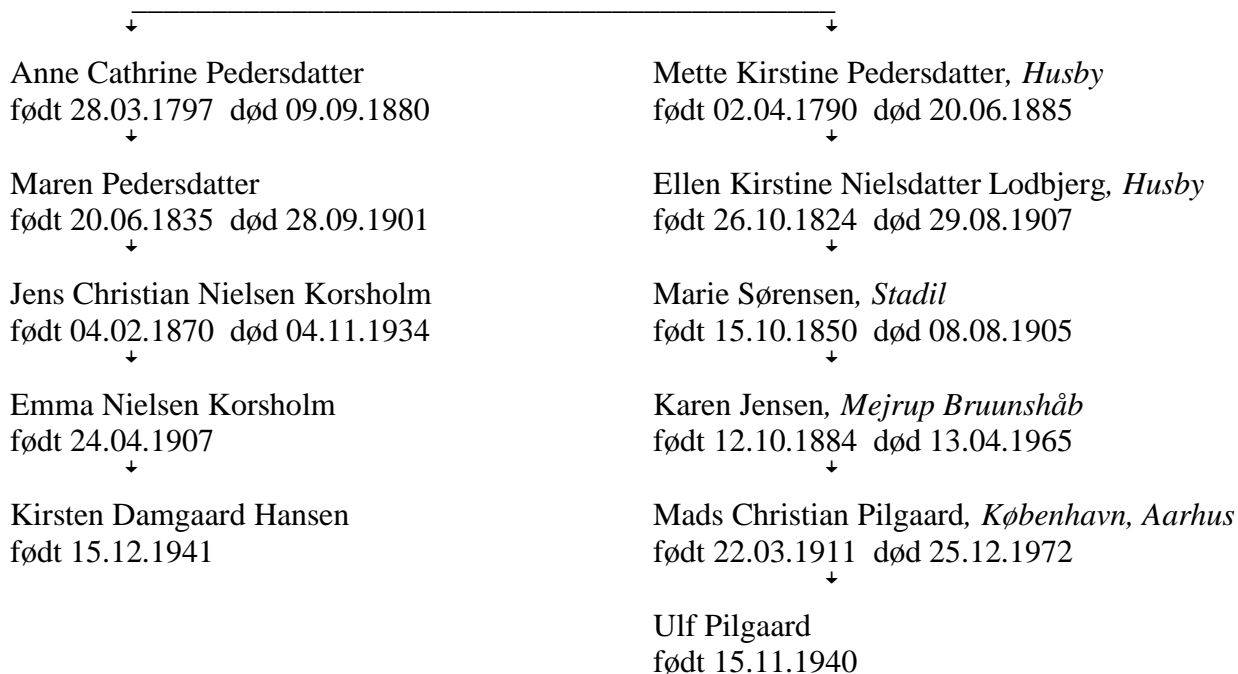 Anne Cathrine Pedersdatter
født 28.03.1797 død 09.09.1880
Maren Pedersdatter
født 20.06.1835 død 28.09.1901
Jens Christian Nielsen Korsholm
født 04.02.1870 død 04.11.1934
Emma Nielsen Korsholm
født 24.04.1907
Kirsten Damgaard Hansen
født 15.12.1941
Mette Kirstine Pedersdatter, Husby
født 02.04.1790 død 20.06.1885
Ellen Kirstine Nielsdatter Lodbjerg, Husby
født 26.10.1824 død 29.08.1907
Marie Sørensen, Stadil
født 15.10.1850 død 08.08.1905
Karen Jensen, Mejrup Bruunshåb
født 12.10.1884 død 13.04.1965
Mads Christian Pilgaard, København, Aarhus
født 22.03.1911 død 25.12.1972
Ulf Pilgaard
født 15.11.1940